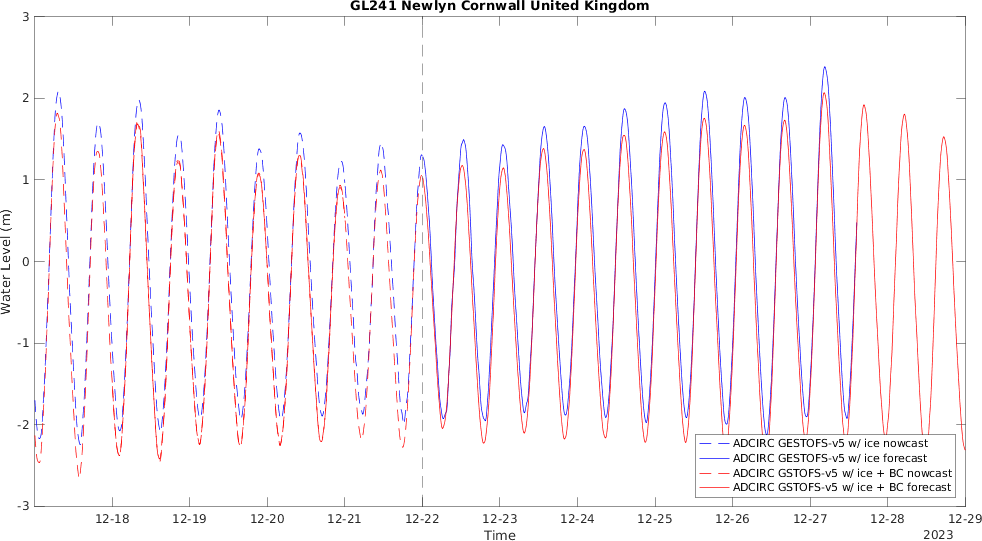 GL241 Newlyn Cornwall United Kingdom
3
2
1
0
-1
-2
-3
Water Level (m)
ADCIRC GESTOFS-v5 w/ ice nowcast
ADCIRC GESTOFS-v5 w/ ice forecast
ADCIRC GSTOFS-v5 w/ ice + BC nowcast
ADCIRC GSTOFS-v5 w/ ice + BC forecast
12-18 12-19 12-20 12-21 12-22 12-23 12-24 12-25 12-26 12-27 12-28 12-29
Time
2023